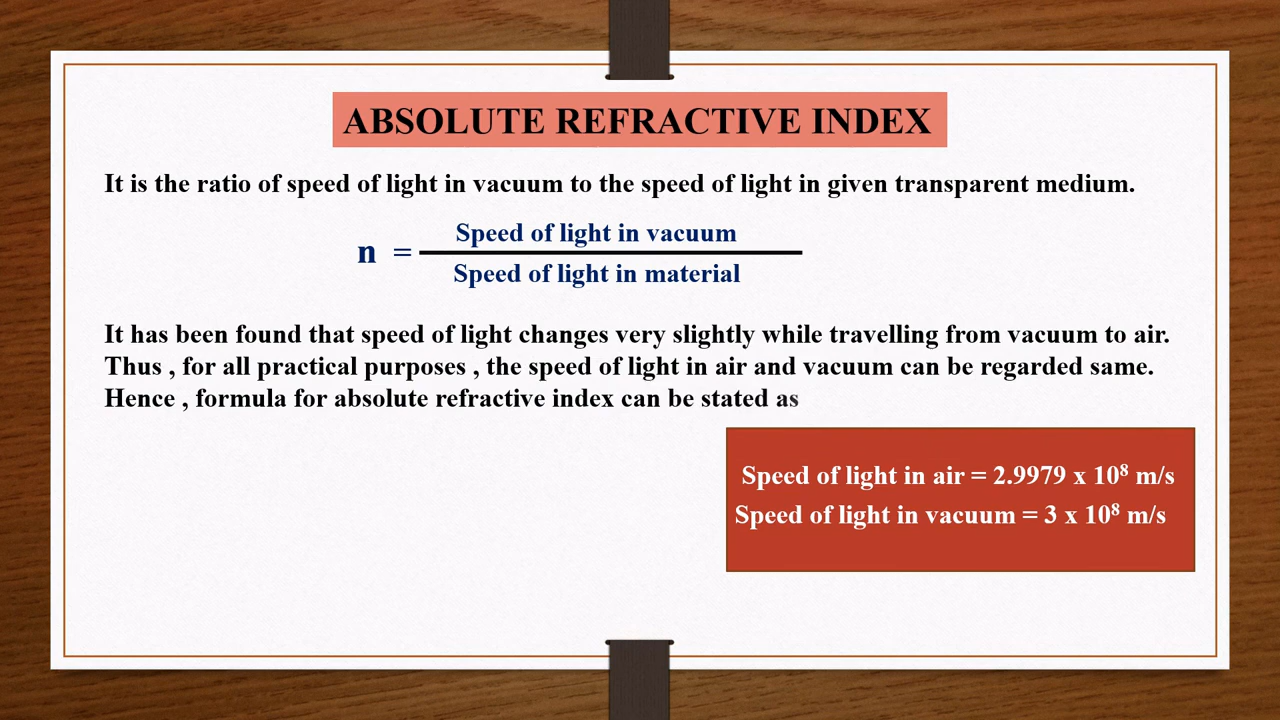 ABSOLUTE REFRACTIVE INDEX
It is the ratio of speed of light in vacuum to the speed of light in given transparent medium.
n = Speed of light in vacuum
Speed of light in material
It has been found that speed of light changes very slightly while travelling from vacuum to air.
Thus , for all practical purposes , the speed of light in air and vacuum can be regarded same.
Hence , formula for absolute refractive index can be stated as
Speed of light in air = 2.9979 x 10⁸ m/s
Speed of light in vacuum = 3 x 10⁸ m/s